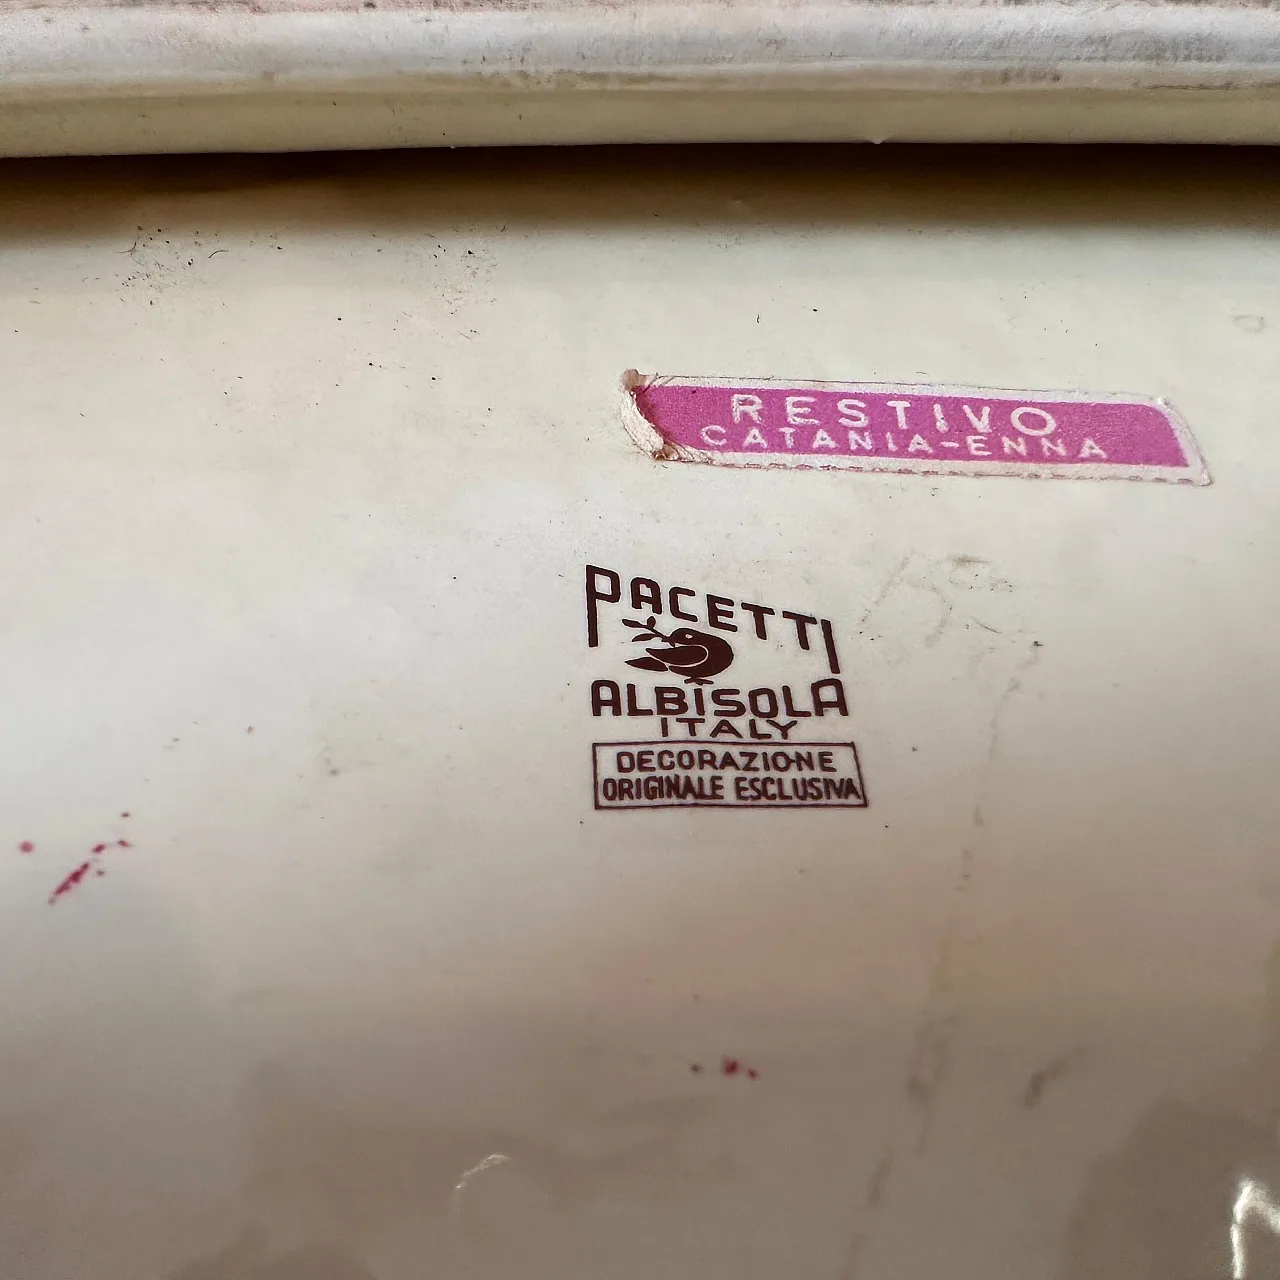 RESTIVO
CATANIA-ENNA
PACETTI
ALBISOLA
ITALY
DECORAZIONE
ORIGINALE ESCLUSIVA